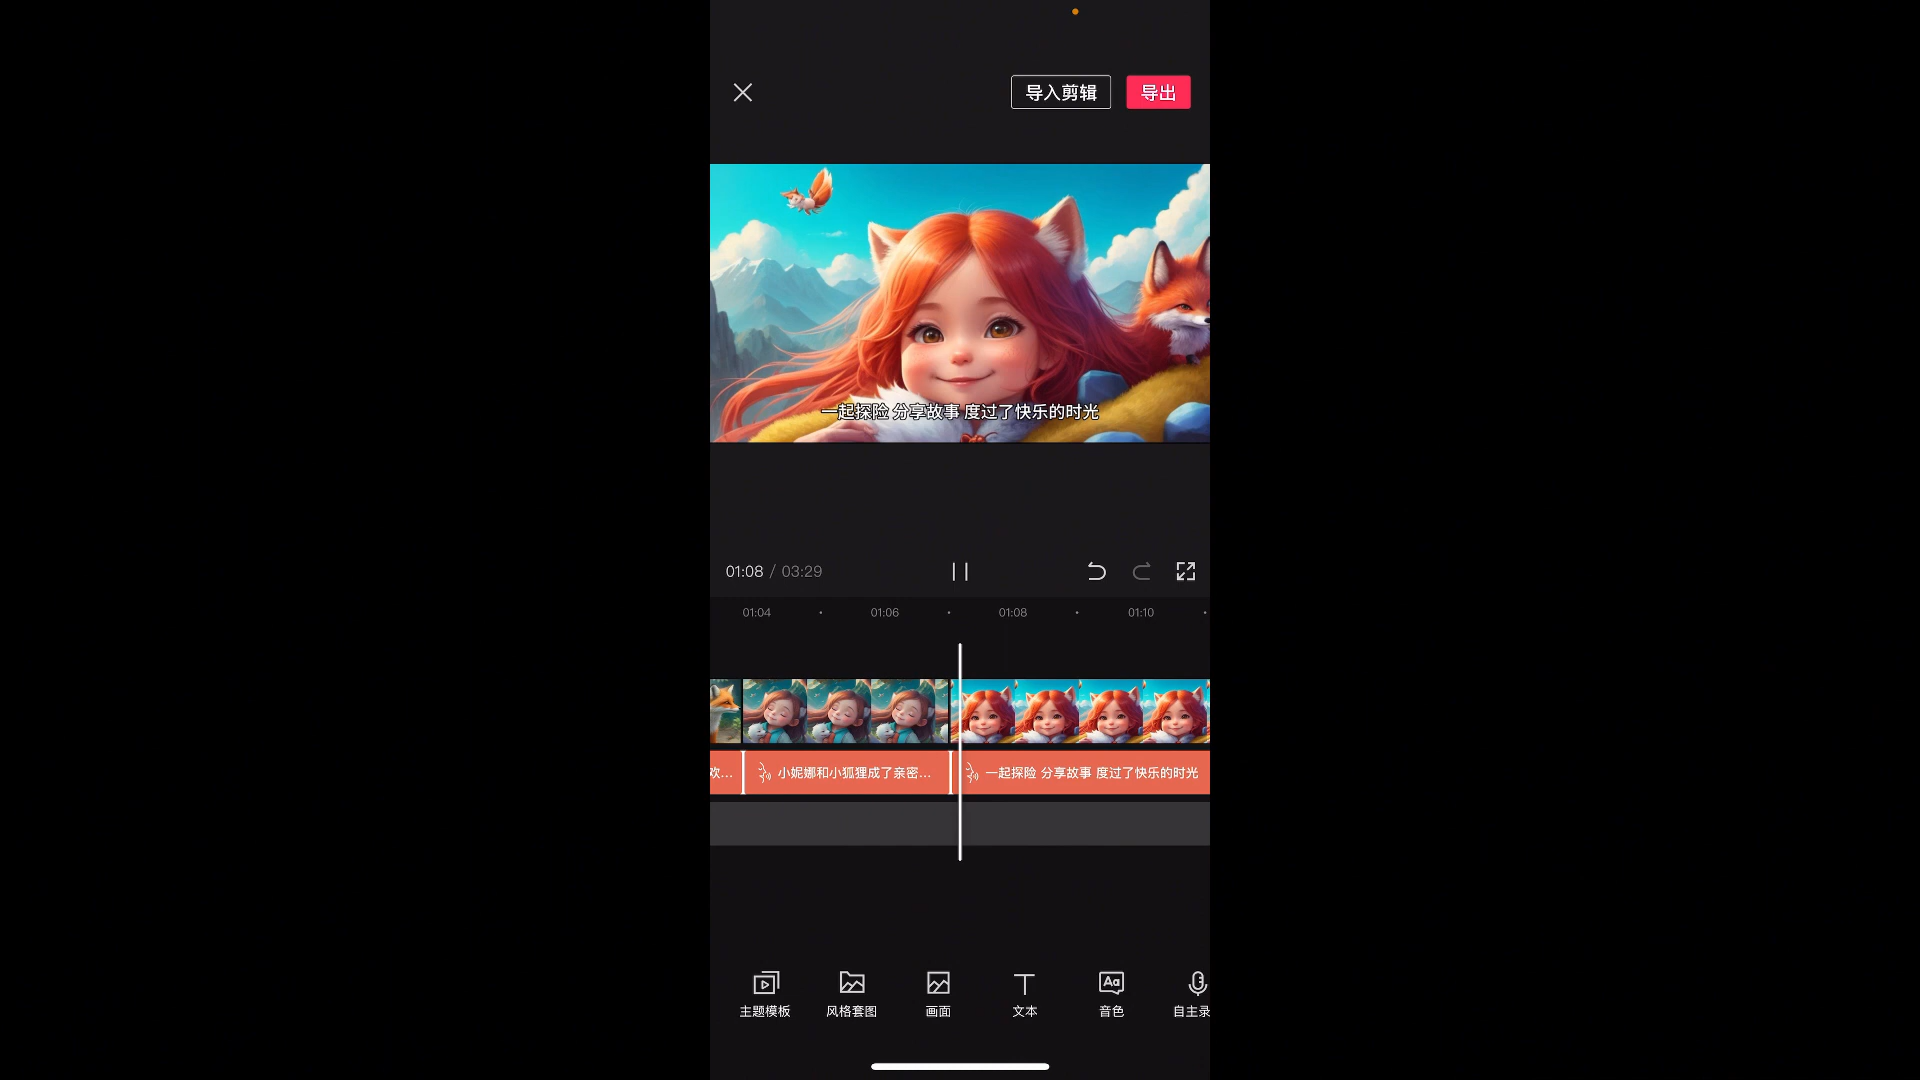 导入剪辑
导出
一起探险 分享故事 度过了快乐的时光
01:08 / 03:29
01:04
01:06
01:08
01:10
欢...
小妮娜和小狐狸成了亲密...
一起探险 分享故事 度过了快乐的时光
主题模板
风格套图
画面
文本
Aa
音色
自主录